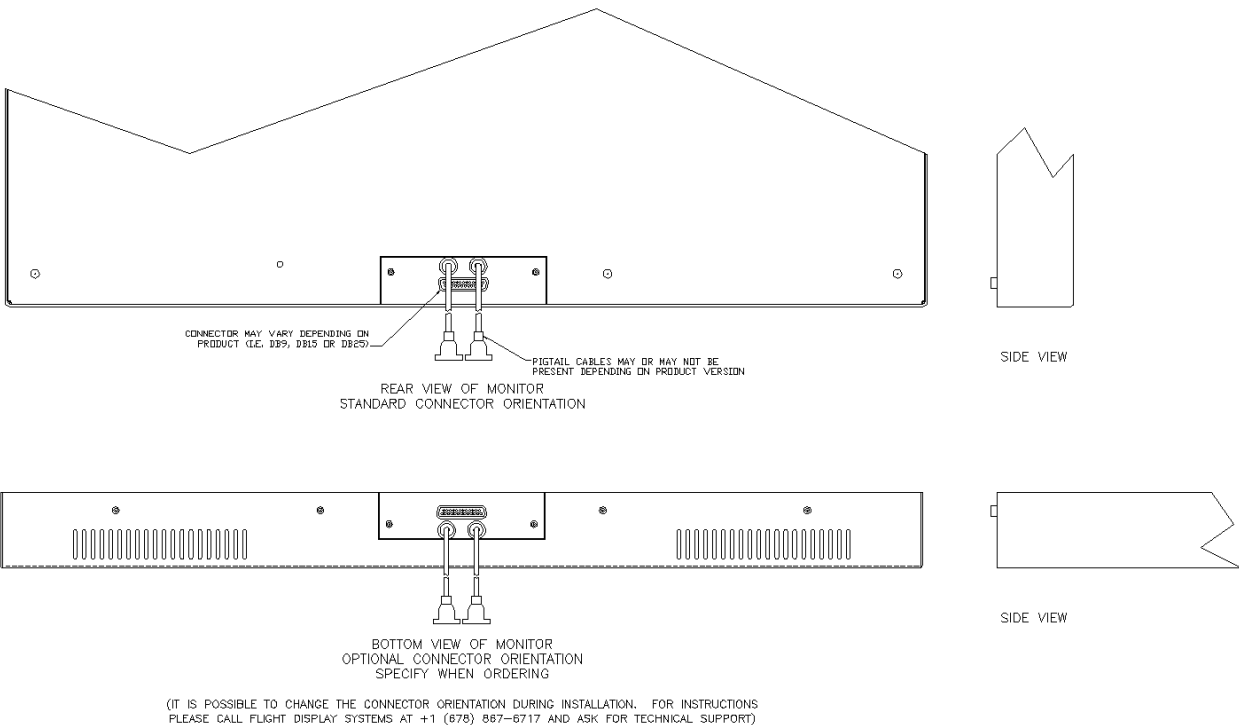 CONNECTOR MAY VARY DEPENDING ON
PRODUCT (I.E. DB9, DB15 OR DB25)
PIGTAIL CABLES MAY OR MAY NOT BE
PRESENT DEPENDING ON PRODUCT VERSION
REAR VIEW OF MONITOR
STANDARD CONNECTOR ORIENTATION
SIDE VIEW
BOTTOM VIEW OF MONITOR
OPTIONAL CONNECTOR ORIENTATION
SPECIFY WHEN ORDERING
SIDE VIEW
(IT IS POSSIBLE TO CHANGE THE CONNECTOR ORIENTATION DURING INSTALLATION. FOR INSTRUCTIONS
PLEASE CALL FLIGHT DISPLAY SYSTEMS AT +1 (678) 867-6717 AND ASK FOR TECHNICAL SUPPORT)